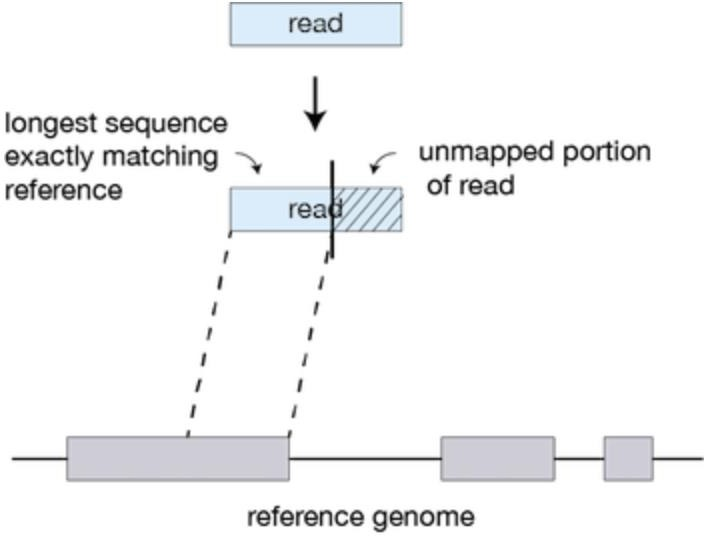 read
longest sequence
exactly matching
reference
unmapped portion
of read
read
reference genome